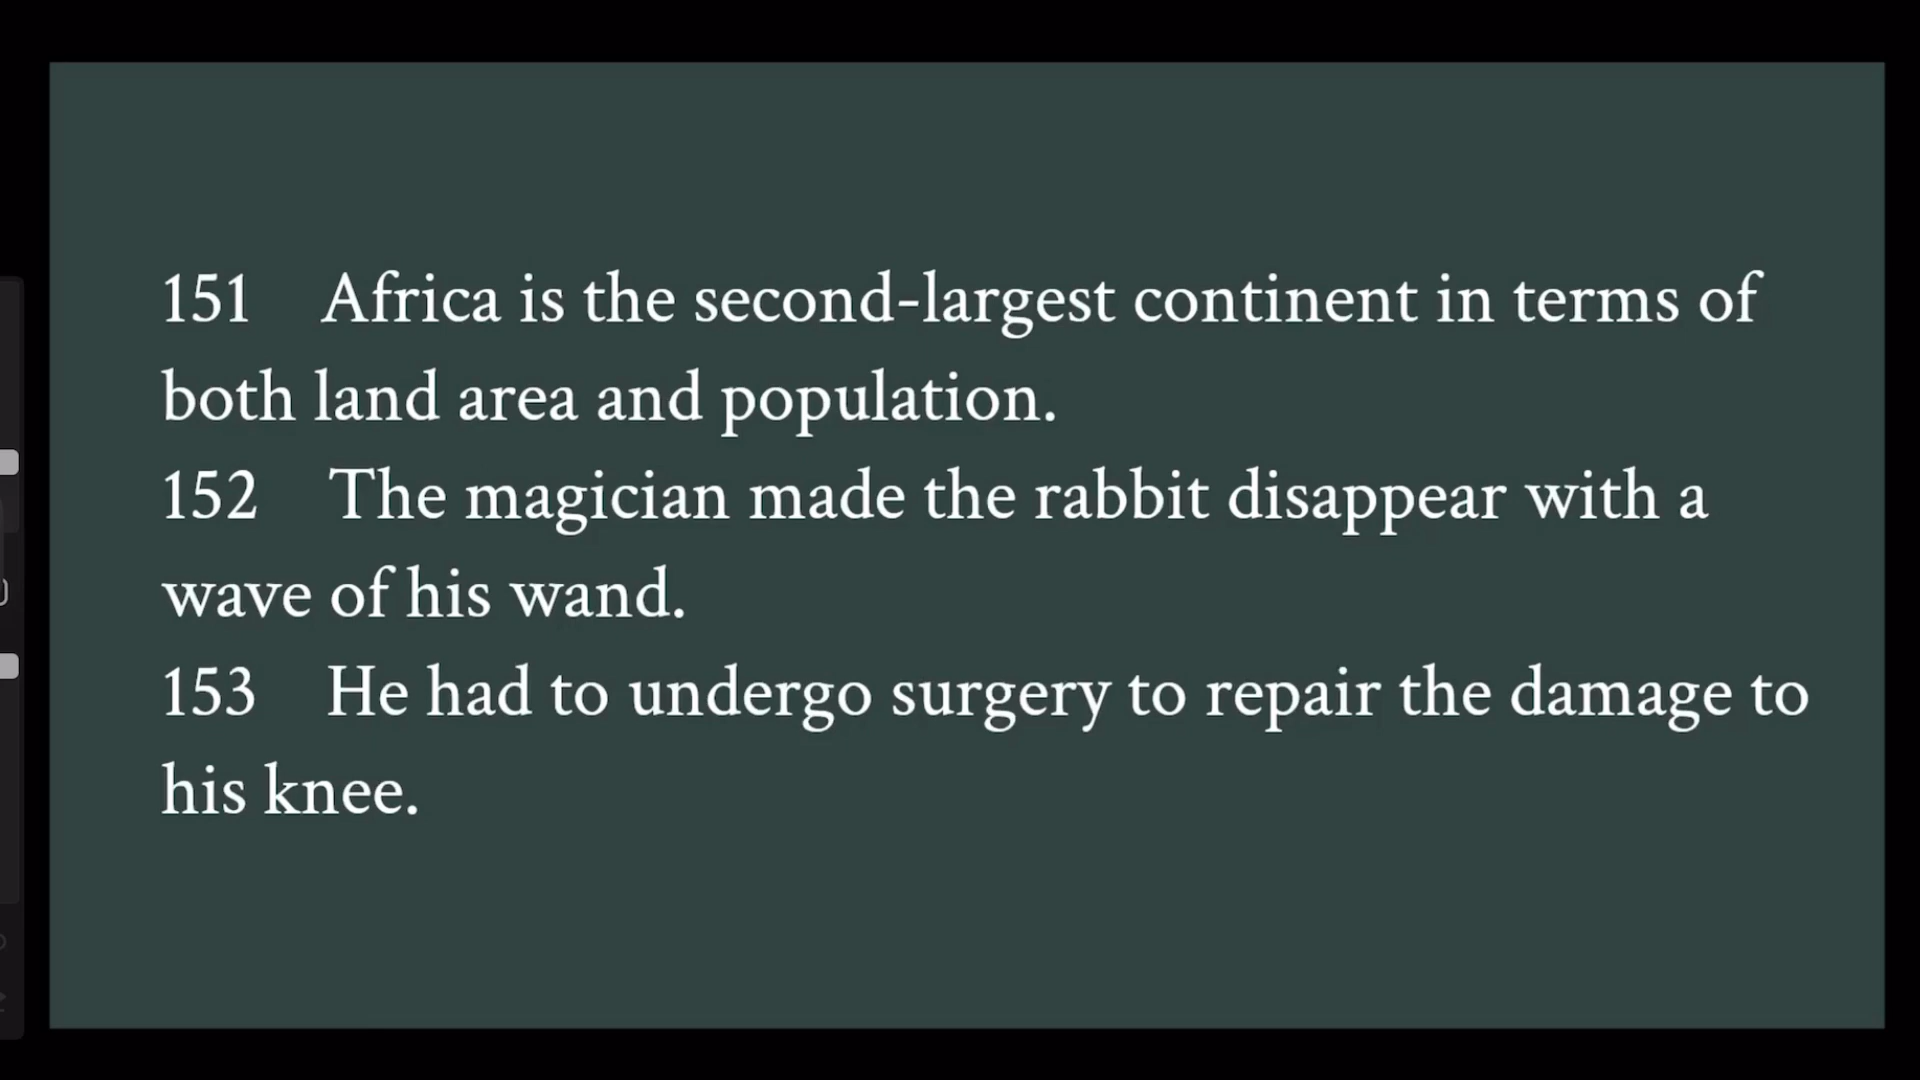 151 Africa is the second-largest continent in terms of
both land area and population.
152 The magician made the rabbit disappear with a
wave of his wand.
153 He had to undergo surgery to repair the damage to
his knee.